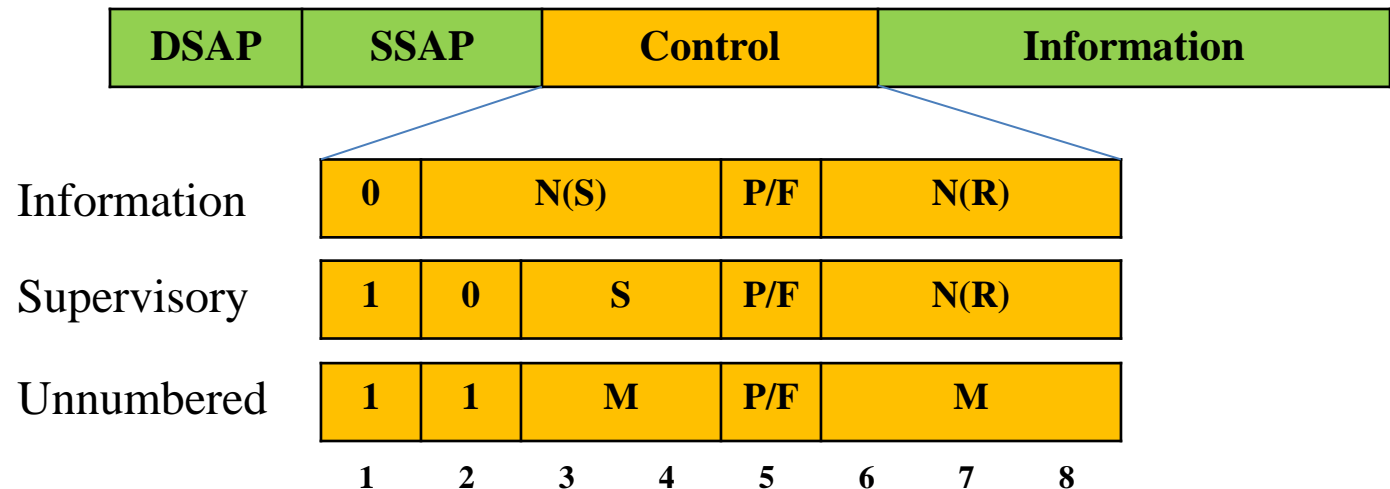 DSAP SSAP Control Information
Information 0 N(S) P/F N(R)
Supervisory 1 0 S P/F N(R)
Unnumbered 1 1 M P/F M
1 2 3 4 5 6 7 8